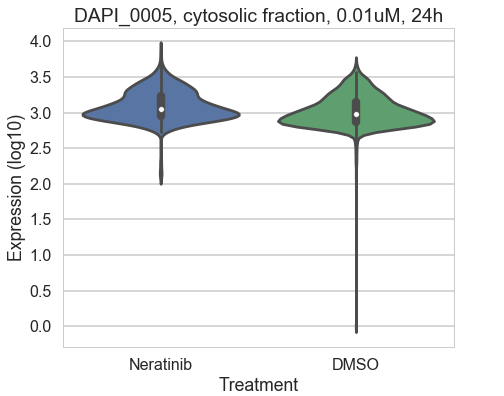 DAPI_0005, cytosolic fraction, 0.01uM, 24h
Expression (log10)
4.0
3.5
3.0
2.5
2.0
1.5
1.0
0.5
0.0
Neratinib DMSO
Treatment